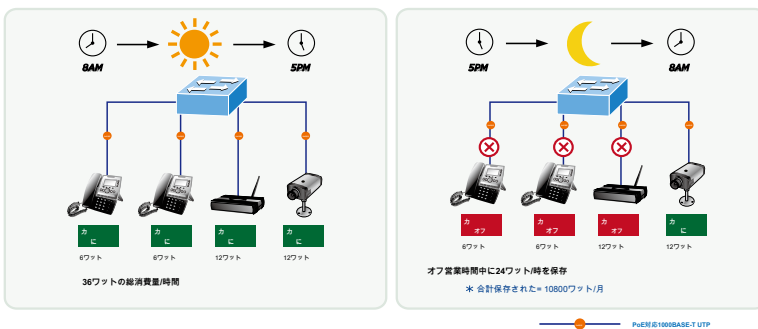 8AM
5PM
カ
に
カ
に
カ
に
カ
に
6ワット
6ワット
12ワット
12ワット
36ワットの総消費量/時間
5PM
8AM
カ
オフ
カ
オフ
カ
オフ
カ
に
6ワット
6ワット
12ワット
12ワット
オフ営業時間中に24ワット/時を保存
＊ 合計保存された= 10800ワット/月
PoE対応1000BASE-T UTP